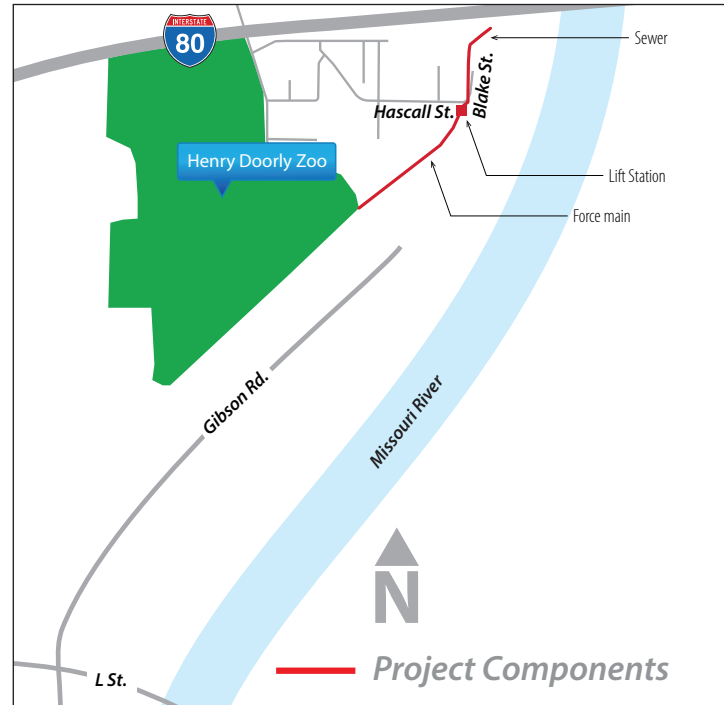 INTERSTATE
80
Sewer
Blake St.
Hascall St.
Henry Doorly Zoo
Lift Station
Force main
Gibson Rd.
Missouri River
N
L St.
Project Components